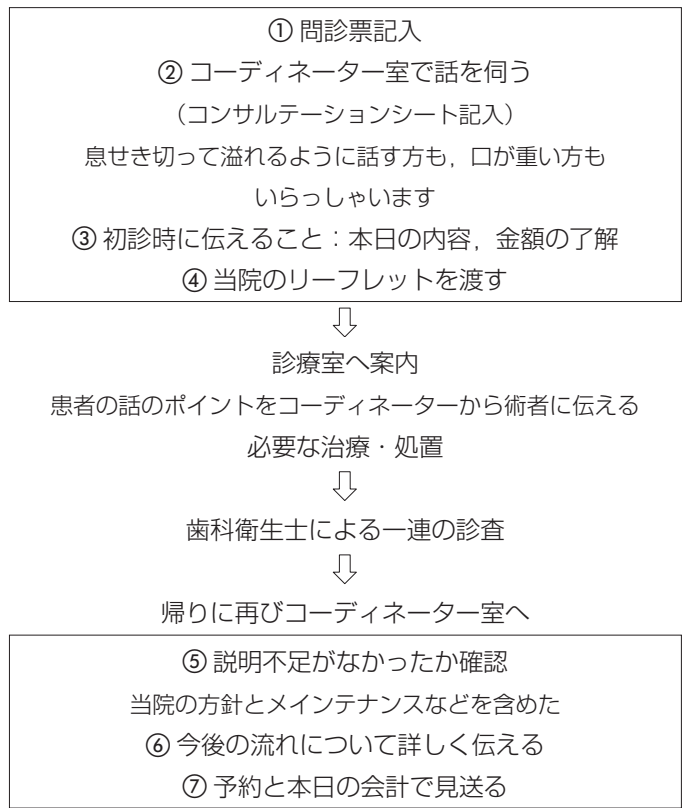 ① 問診票記入
② コーディネーター室で話を伺う
（コンサルテーションシート記入）
息せき切って溢れるように話す方も，口が重い方も
いらっしゃいます
③ 初診時に伝えること：本日の内容，金額の了解
④ 当院のリーフレットを渡す
⇩
診療室へ案内
患者の話のポイントをコーディネーターから術者に伝える
必要な治療・処置
⇩
歯科衛生士による一連の診査
⇩
帰りに再びコーディネーター室へ
⑤ 説明不足がなかったか確認
当院の方針とメインテナンスなどを含めた
⑥ 今後の流れについて詳しく伝える
⑦ 予約と本日の会計で見送る